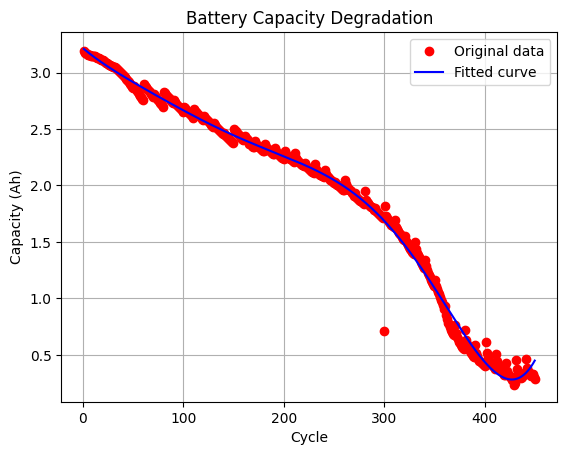 Battery Capacity Degradation
Original data
Fitted curve
Capacity (Ah)
3.0
2.5
2.0
1.5
1.0
0.5
0
100
200
300
400
Cycle